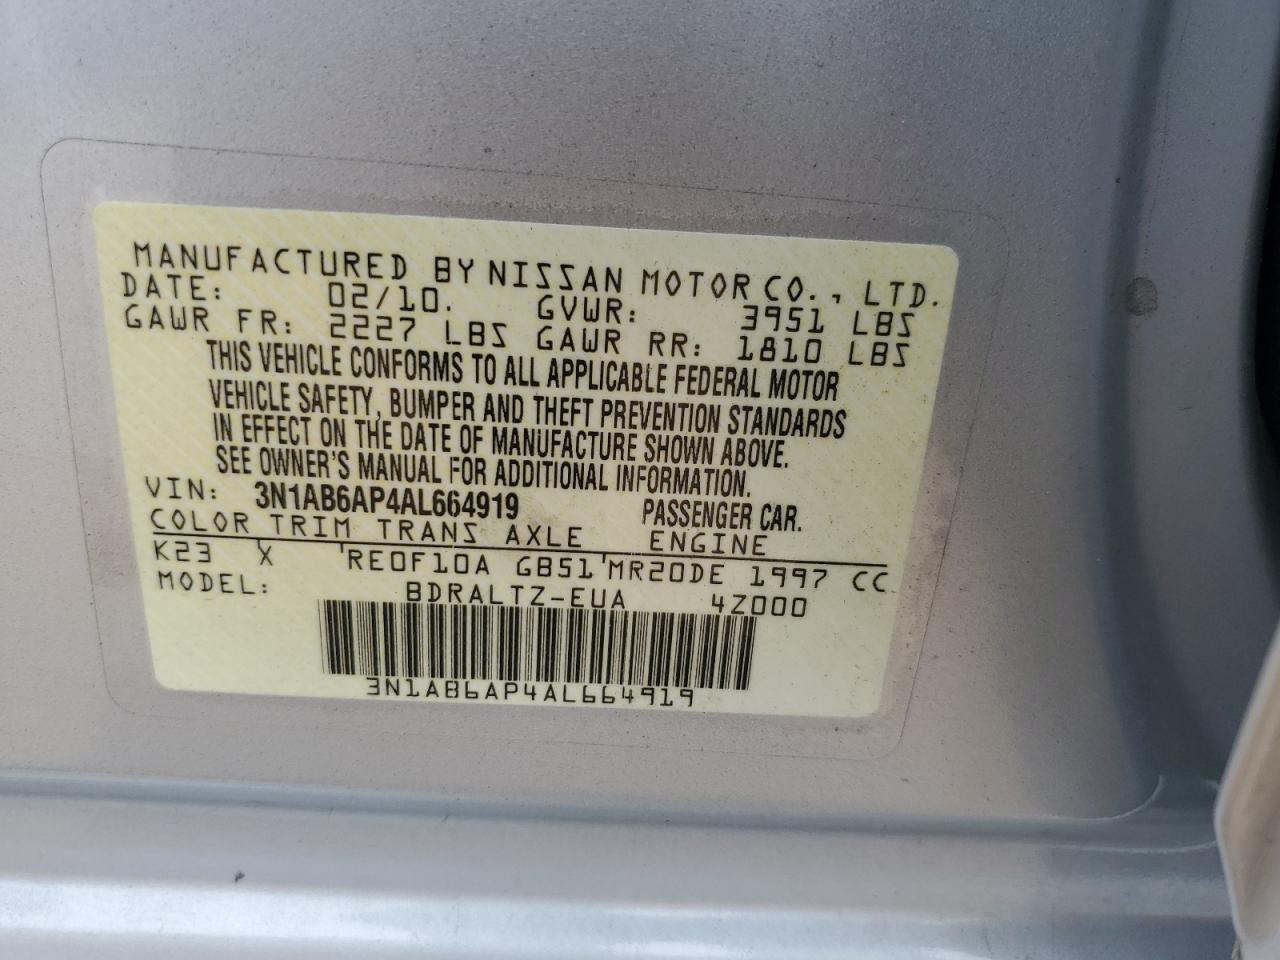 MANUFACTURED BY NISSAN MOTOR CO., LTD.
DATE: 02/10. GVWR: 3951 LBS
GAWR FR: 2227 LBS GAWR RR: 1810 LBS
THIS VEHICLE CONFORMS TO ALL APPLICABLE FEDERAL MOTOR
VEHICLE SAFETY, BUMPER AND THEFT PREVENTION STANDARDS
IN EFFECT ON THE DATE OF MANUFACTURE SHOWN ABOVE.
SEE OWNER'S MANUAL FOR ADDITIONAL INFORMATION.
VIN: 3N1AB6AP4AL664919 PASSENGER CAR.
COLOR TRIM TRANS AXLE ENGINE
K23 X RE0F10A GB51 MR20DE 1997 CC
MODEL: BDRALTZ-EUA 4Z000
3N1AB6AP4AL664919